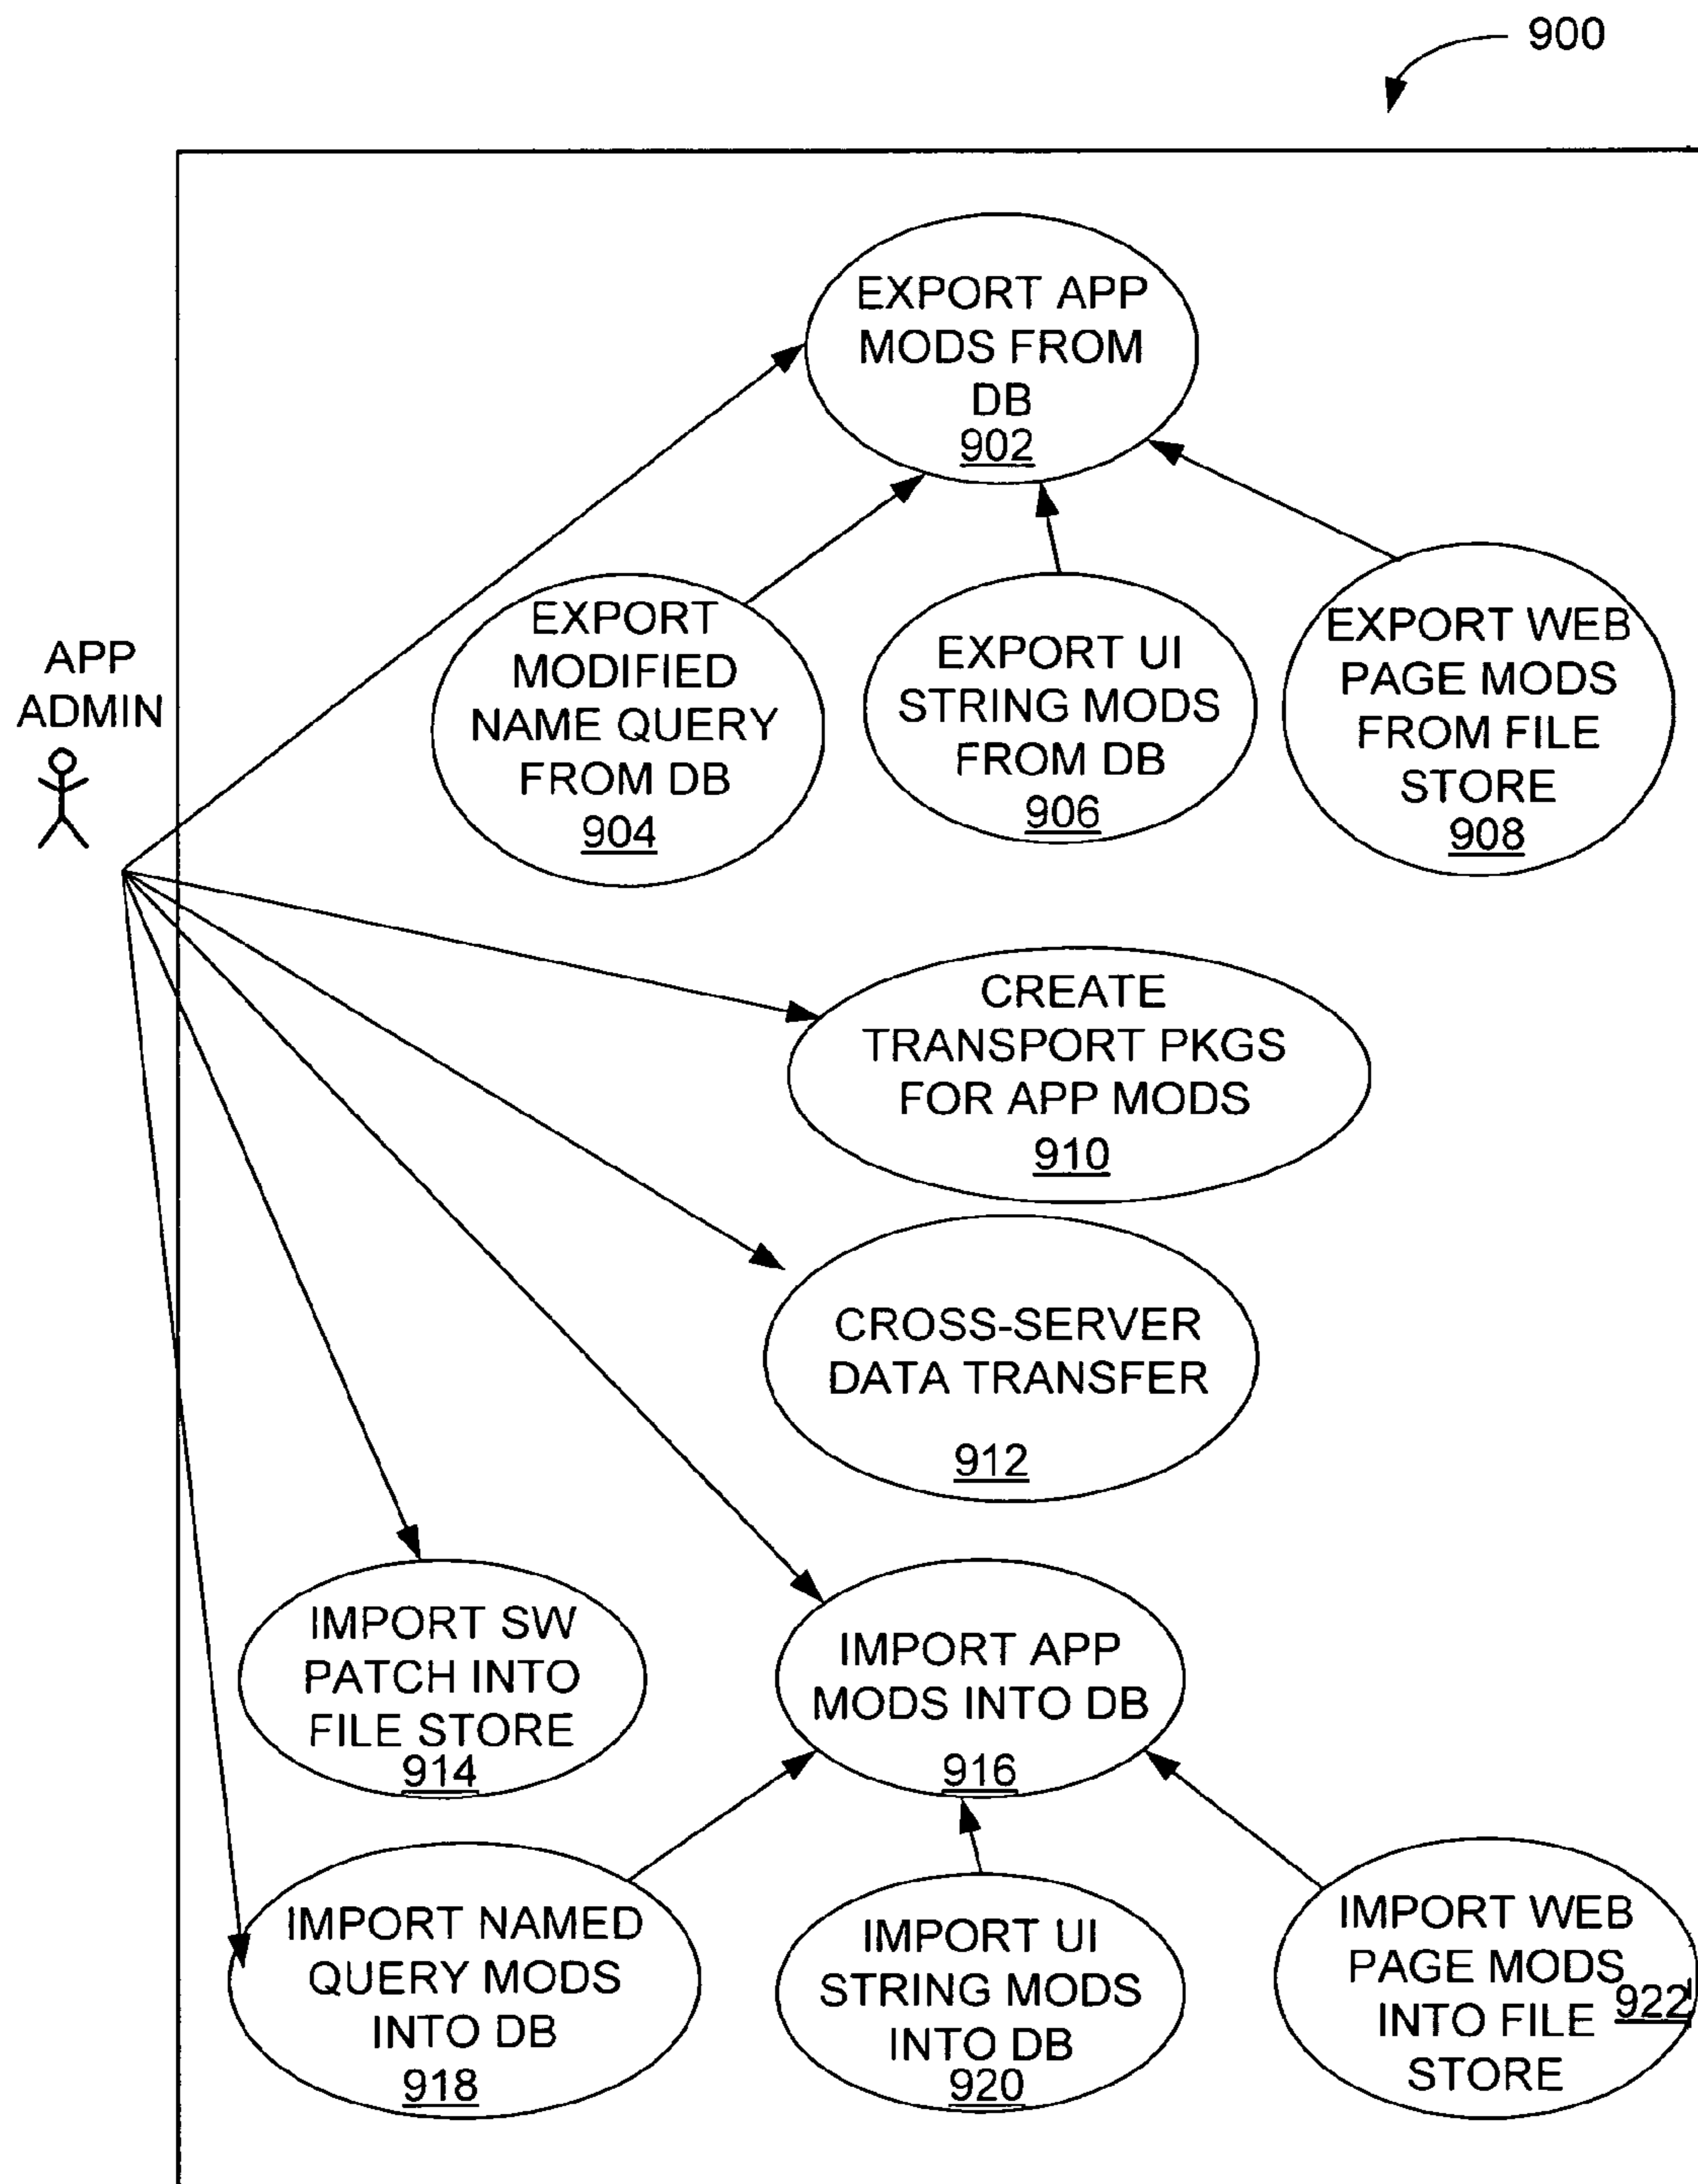 900
EXPORT APP
MODS FROM
DB
902
EXPORT
MODIFIED
NAME QUERY
FROM DB
904
EXPORT UI
STRING MODS
FROM DB
906
EXPORT WEB
PAGE MODS
FROM FILE
STORE
908
APP
ADMIN
CREATE
TRANSPORT PKGS
FOR APP MODS
910
CROSS-SERVER
DATA TRANSFER
912
IMPORT SW
PATCH INTO
FILE STORE
914
IMPORT APP
MODS INTO DB
916
IMPORT NAMED
QUERY MODS
INTO DB
918
IMPORT UI
STRING MODS
INTO DB
920
IMPORT WEB
PAGE MODS
INTO FILE
STORE
922